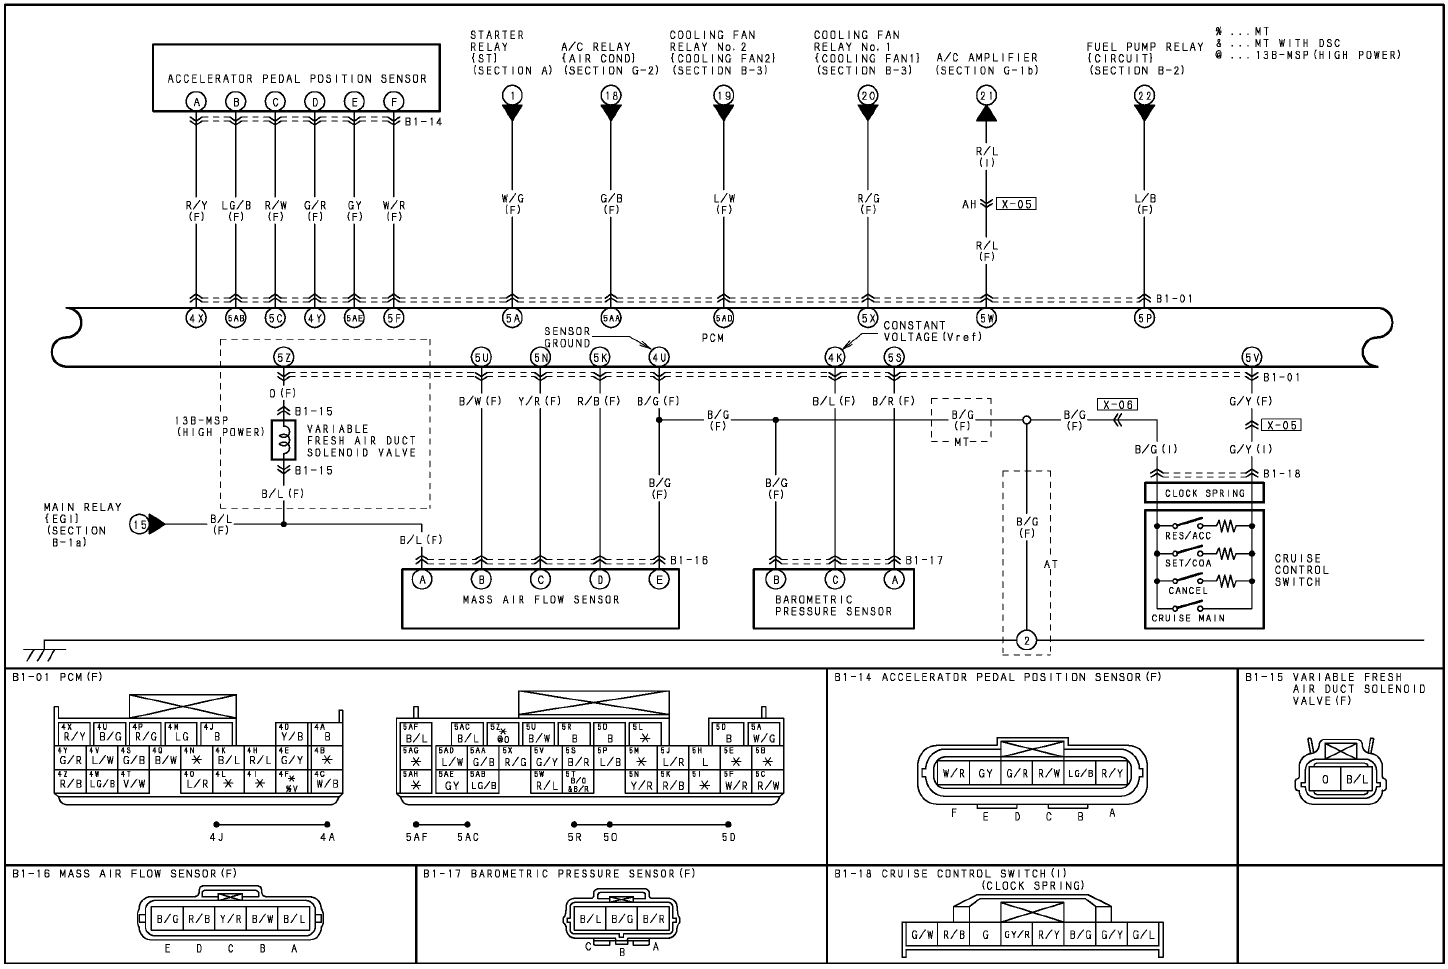 STARTER
RELAY
{ST}
(SECTION A)
A/C RELAY
{AIR COND}
(SECTION G-2)
COOLING FAN
RELAY No. 2
{COOLING FAN2}
(SECTION B-3)
COOLING FAN
RELAY No. 1
{COOLING FAN1}
(SECTION B-3)
A/C AMPLIFIER
(SECTION G-1b)
FUEL PUMP RELAY
{CIRCUIT}
(SECTION B-2)
% ...MT
& ...MT WITH DSC
@ ...13B-MSP(HIGH POWER)
ACCELERATOR PEDAL POSITION SENSOR
A B C D E F
B1-14
1 18 19 20 21 22
R/L
(I)
R/Y LG/B R/W G/R GY W/R W/G G/B L/W R/G L/B
(F) (F) (F) (F) (F) (F) (F) (F) (F) (F) (F)
AH X-05
R/L
(F)
B1-01
4X 5AB 5C 4Y 5AE 5F 5A 5AA 5AD 5X 5W 5P
SENSOR
GROUND
PCM
CONSTANT
VOLTAGE(Vref)
5Z 5U 5N 5K 4U 4K 5S 5V
B1-01
O(F) B/W(F) Y/R(F) R/B(F) B/G(F) B/L(F) B/R(F) G/Y(F)
B1-15
13B-MSP
(HIGH POWER)
VARIABLE
FRESH AIR DUCT
SOLENOID VALVE
B1-15
B/L(F)
B/G
(F)
B/G
(F)
MT
B/G
(F)
X-06
X-05
B/G(I) G/Y(I)
B1-18
CLOCK SPRING
MAIN RELAY
{EGI}
(SECTION
B-1a)
15
B/L
(F)
B/L(F)
B/G
(F)
B/G
(F)
B/G
(F)
AT
RES/ACC
SET/COA
CANCEL
CRUISE MAIN
CRUISE
CONTROL
SWITCH
B1-16
A B C D E
MASS AIR FLOW SENSOR
B1-17
B C A
BAROMETRIC
PRESSURE SENSOR
2
B1-01 PCM(F)
4X R/Y 4U B/G 4P R/G 4M LG 4J B 4D Y/B 4A B
4Y G/R 4V L/W 4S G/B 4Q B/W 4N * 4K B/L 4H R/L 4E G/Y 4B *
4Z R/B 4W LG/B 4T V/W 4O L/R 4L * 4I * 4F * %V 4C W/B
4J 4A
5AF B/L 5AC B/L 5Z * @O 5U B/W 5R B 5O B 5L * 5D B 5A W/G
5AG * 5AD L/W 5AA G/B 5X R/G 5V G/Y 5S B/R 5P L/B 5M * 5J L/R 5H L 5E * 5B *
5AH * 5AE GY 5AB LG/B 5W R/L 5T B/O &B/R 5N Y/R 5K R/B 5I * 5F W/R 5C R/W
5AF 5AC 5R 5O 5D
B1-14 ACCELERATOR PEDAL POSITION SENSOR(F)
W/R GY G/R R/W LG/B R/Y
F E D C B A
B1-15 VARIABLE FRESH
AIR DUCT SOLENOID
VALVE(F)
O B/L
B1-16 MASS AIR FLOW SENSOR(F)
B/G R/B Y/R B/W B/L
E D C B A
B1-17 BAROMETRIC PRESSURE SENSOR(F)
B/L B/G B/R
C B A
B1-18 CRUISE CONTROL SWITCH(I)
(CLOCK SPRING)
G/W R/B G GY/R R/Y B/G G/Y G/L